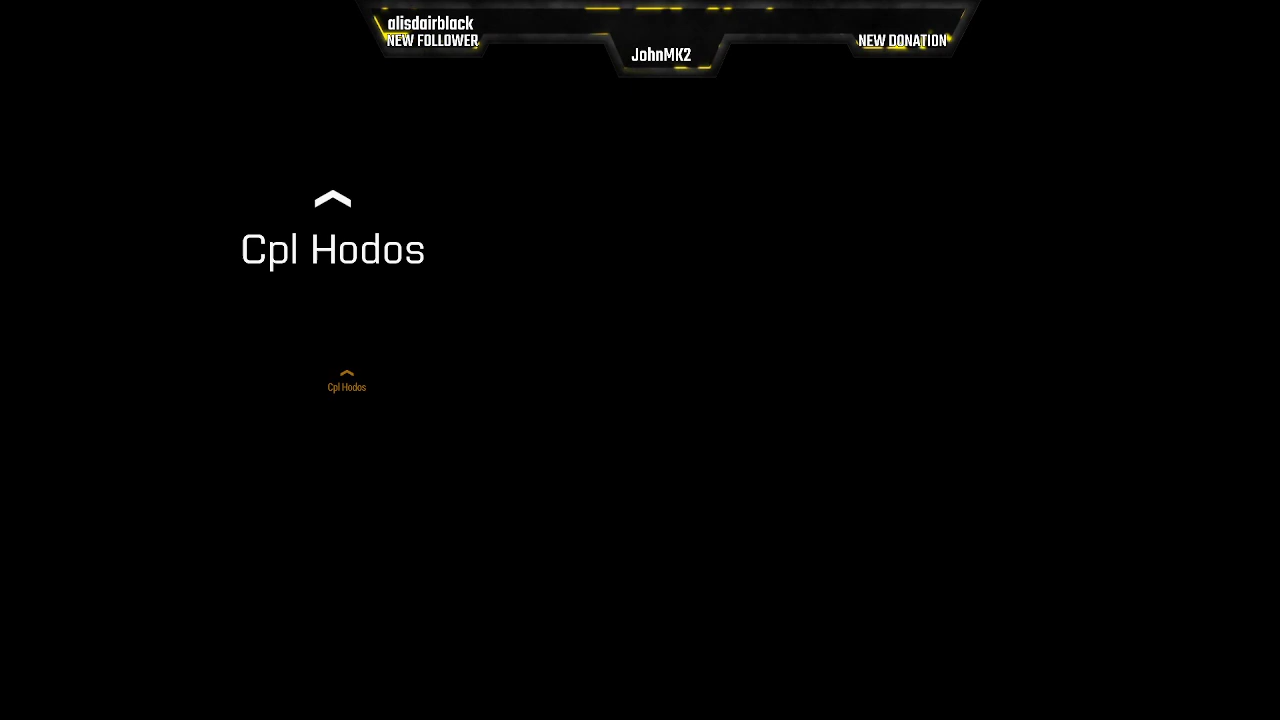 alisdairblack
NEW FOLLOWER
NEW DONATION
JohnMK2
Cpl Hodos
Cpl Hodos